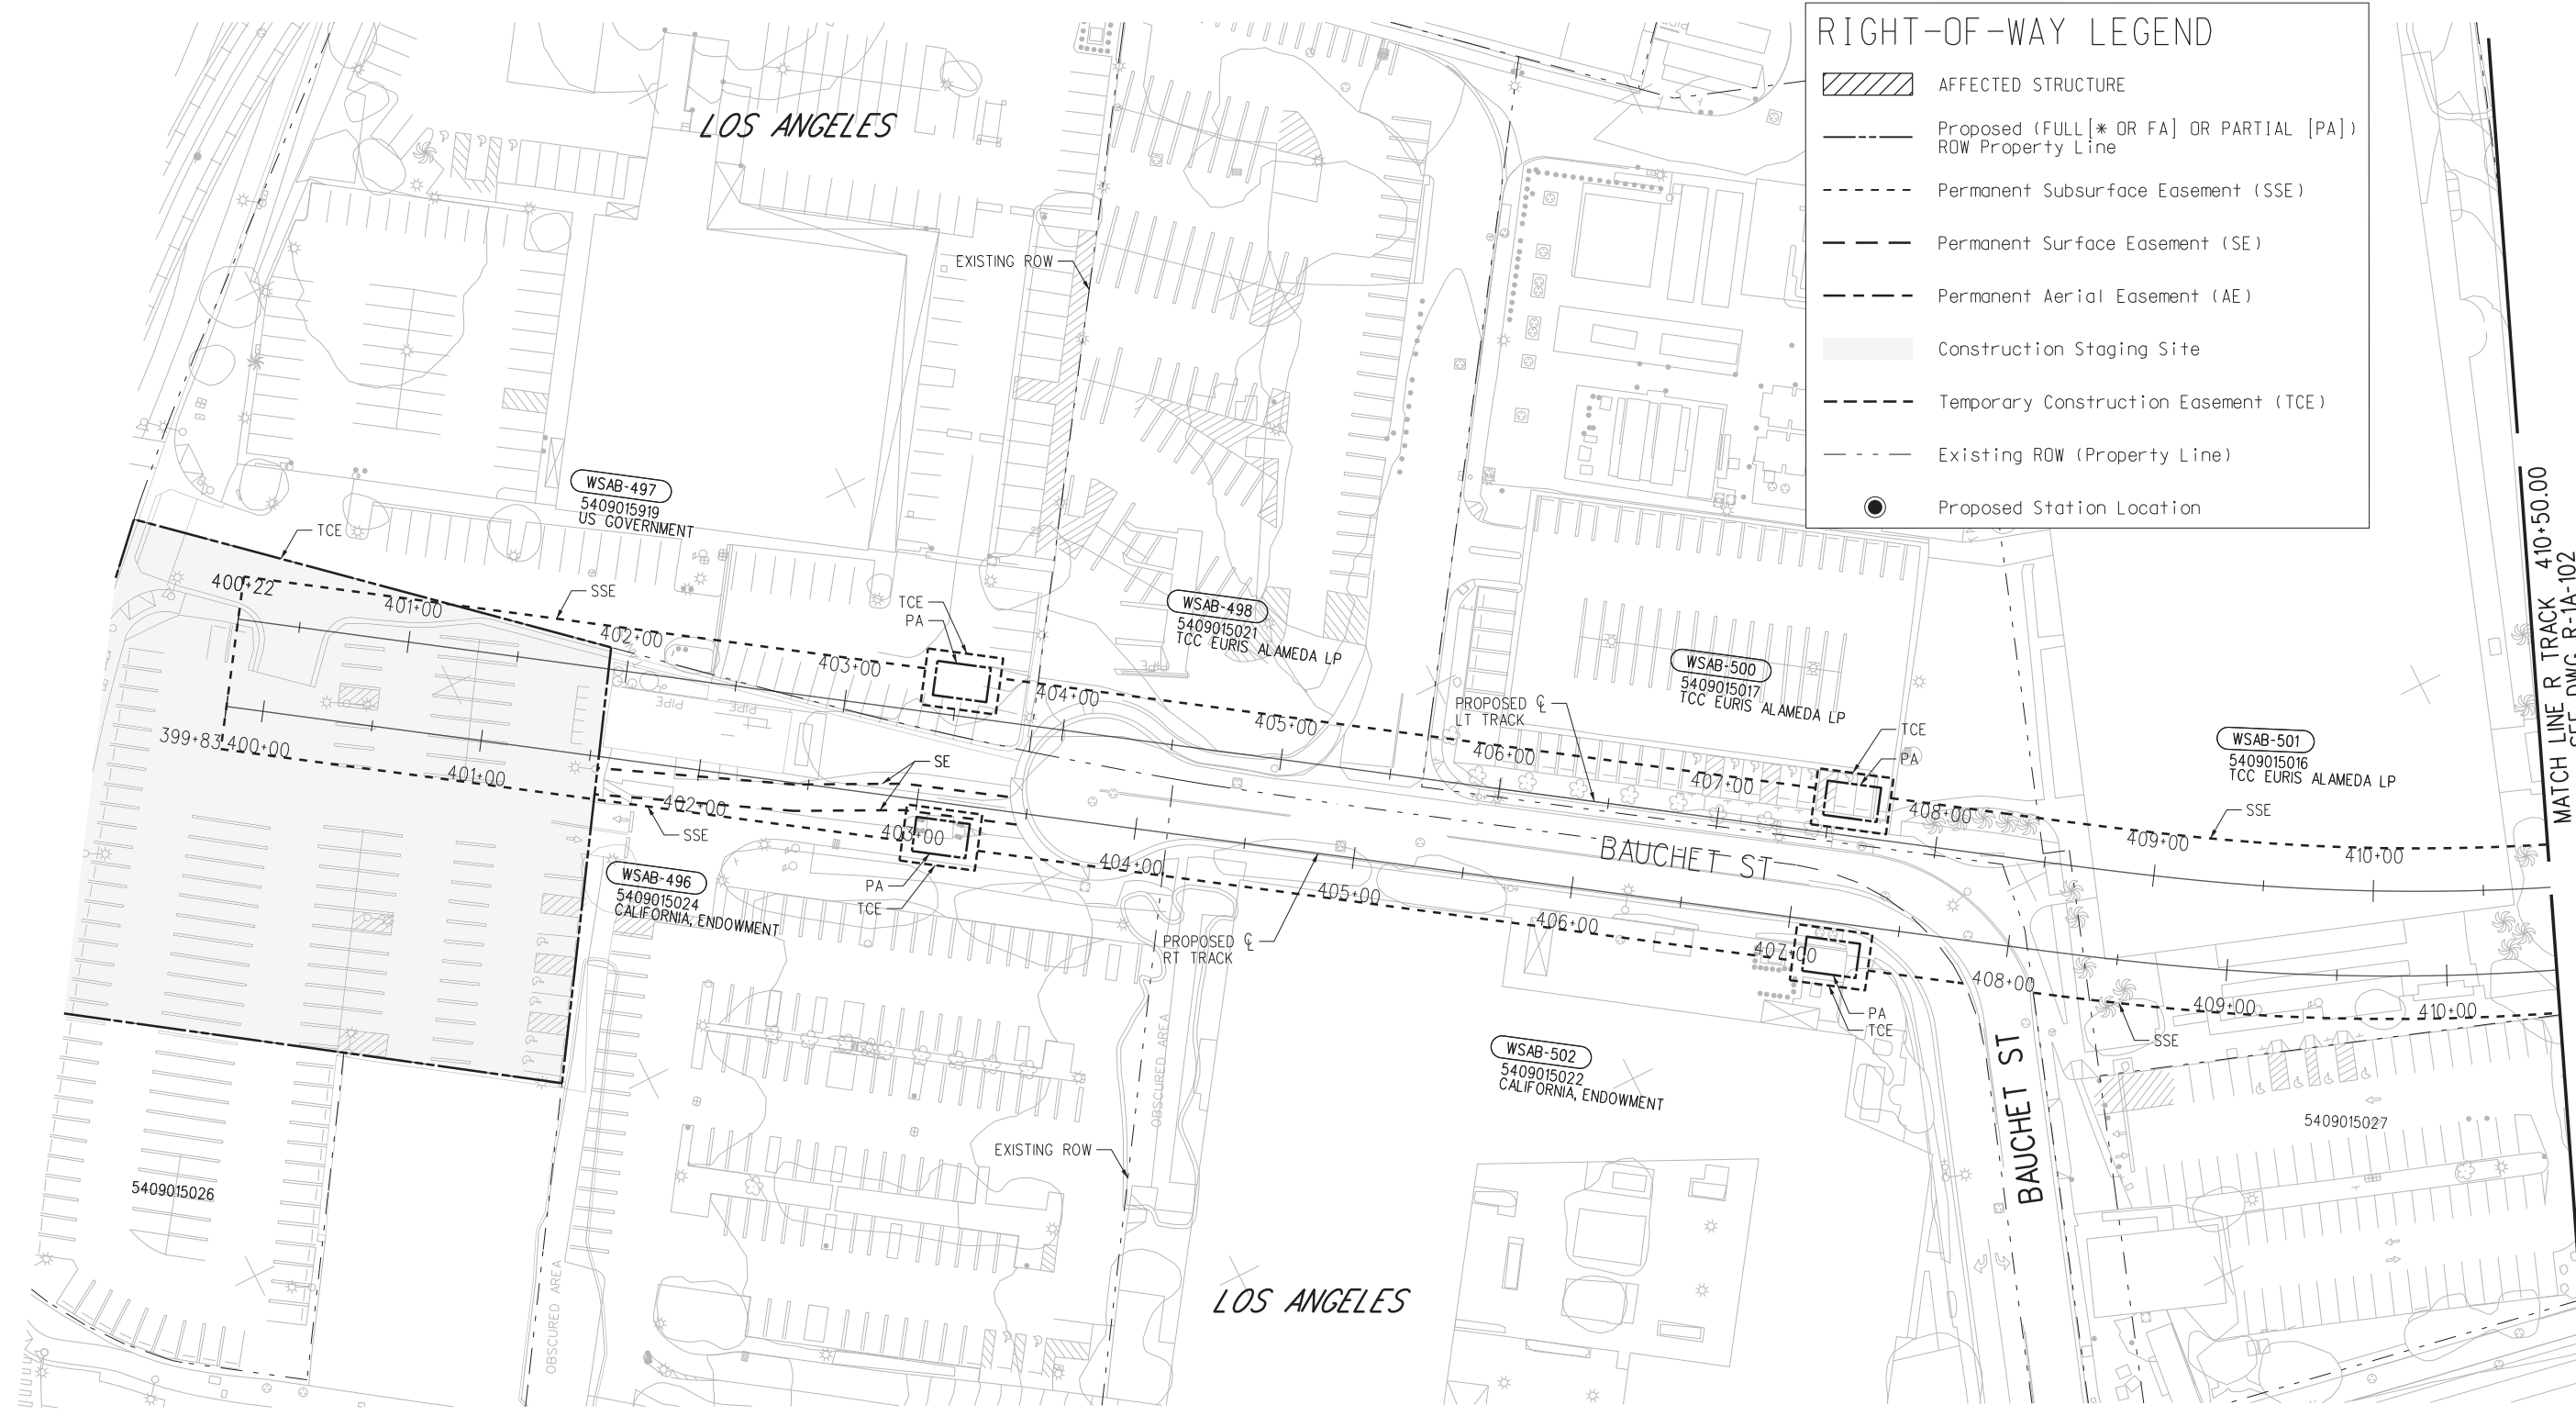 RIGHT-OF-WAY LEGEND
AFFECTED STRUCTURE
Proposed (FULL[* OR FA] OR PARTIAL [PA])
ROW Property Line
Permanent Subsurface Easement (SSE)
Permanent Surface Easement (SE)
Permanent Aerial Easement (AE)
Construction Staging Site
Temporary Construction Easement (TCE)
Existing ROW (Property Line)
Proposed Station Location
LOS ANGELES
EXISTING ROW
WSAB-497
5409015919
US GOVERNMENT
TCE
400+22
401+00
SSE
402+00
403+00
TCE
PA
404+00
WSAB-498
5409015021
TCC EURIS ALAMEDA LP
PIPE
PIPE
PIPE
405+00
PROPOSED ℄
LT TRACK
406+00
WSAB-500
5409015017
TCC EURIS ALAMEDA LP
407+00
TCE
PA
408+00
WSAB-501
5409015016
TCC EURIS ALAMEDA LP
SSE
409+00
410+00
MATCH LINE R TRACK 410+50.00
SEE DWG R-1A-102
399+83
400+00
401+00
SE
402+00
SSE
403+00
WSAB-496
5409015024
CALIFORNIA, ENDOWMENT
PA
TCE
404+00
405+00
PROPOSED ℄
RT TRACK
BAUCHET ST
406+00
407+00
PA
TCE
408+00
409+00
410+00
SSE
WSAB-502
5409015022
CALIFORNIA, ENDOWMENT
BAUCHET ST
5409015027
OBSCURED AREA
EXISTING ROW
5409015026
OBSCURED AREA
LOS ANGELES